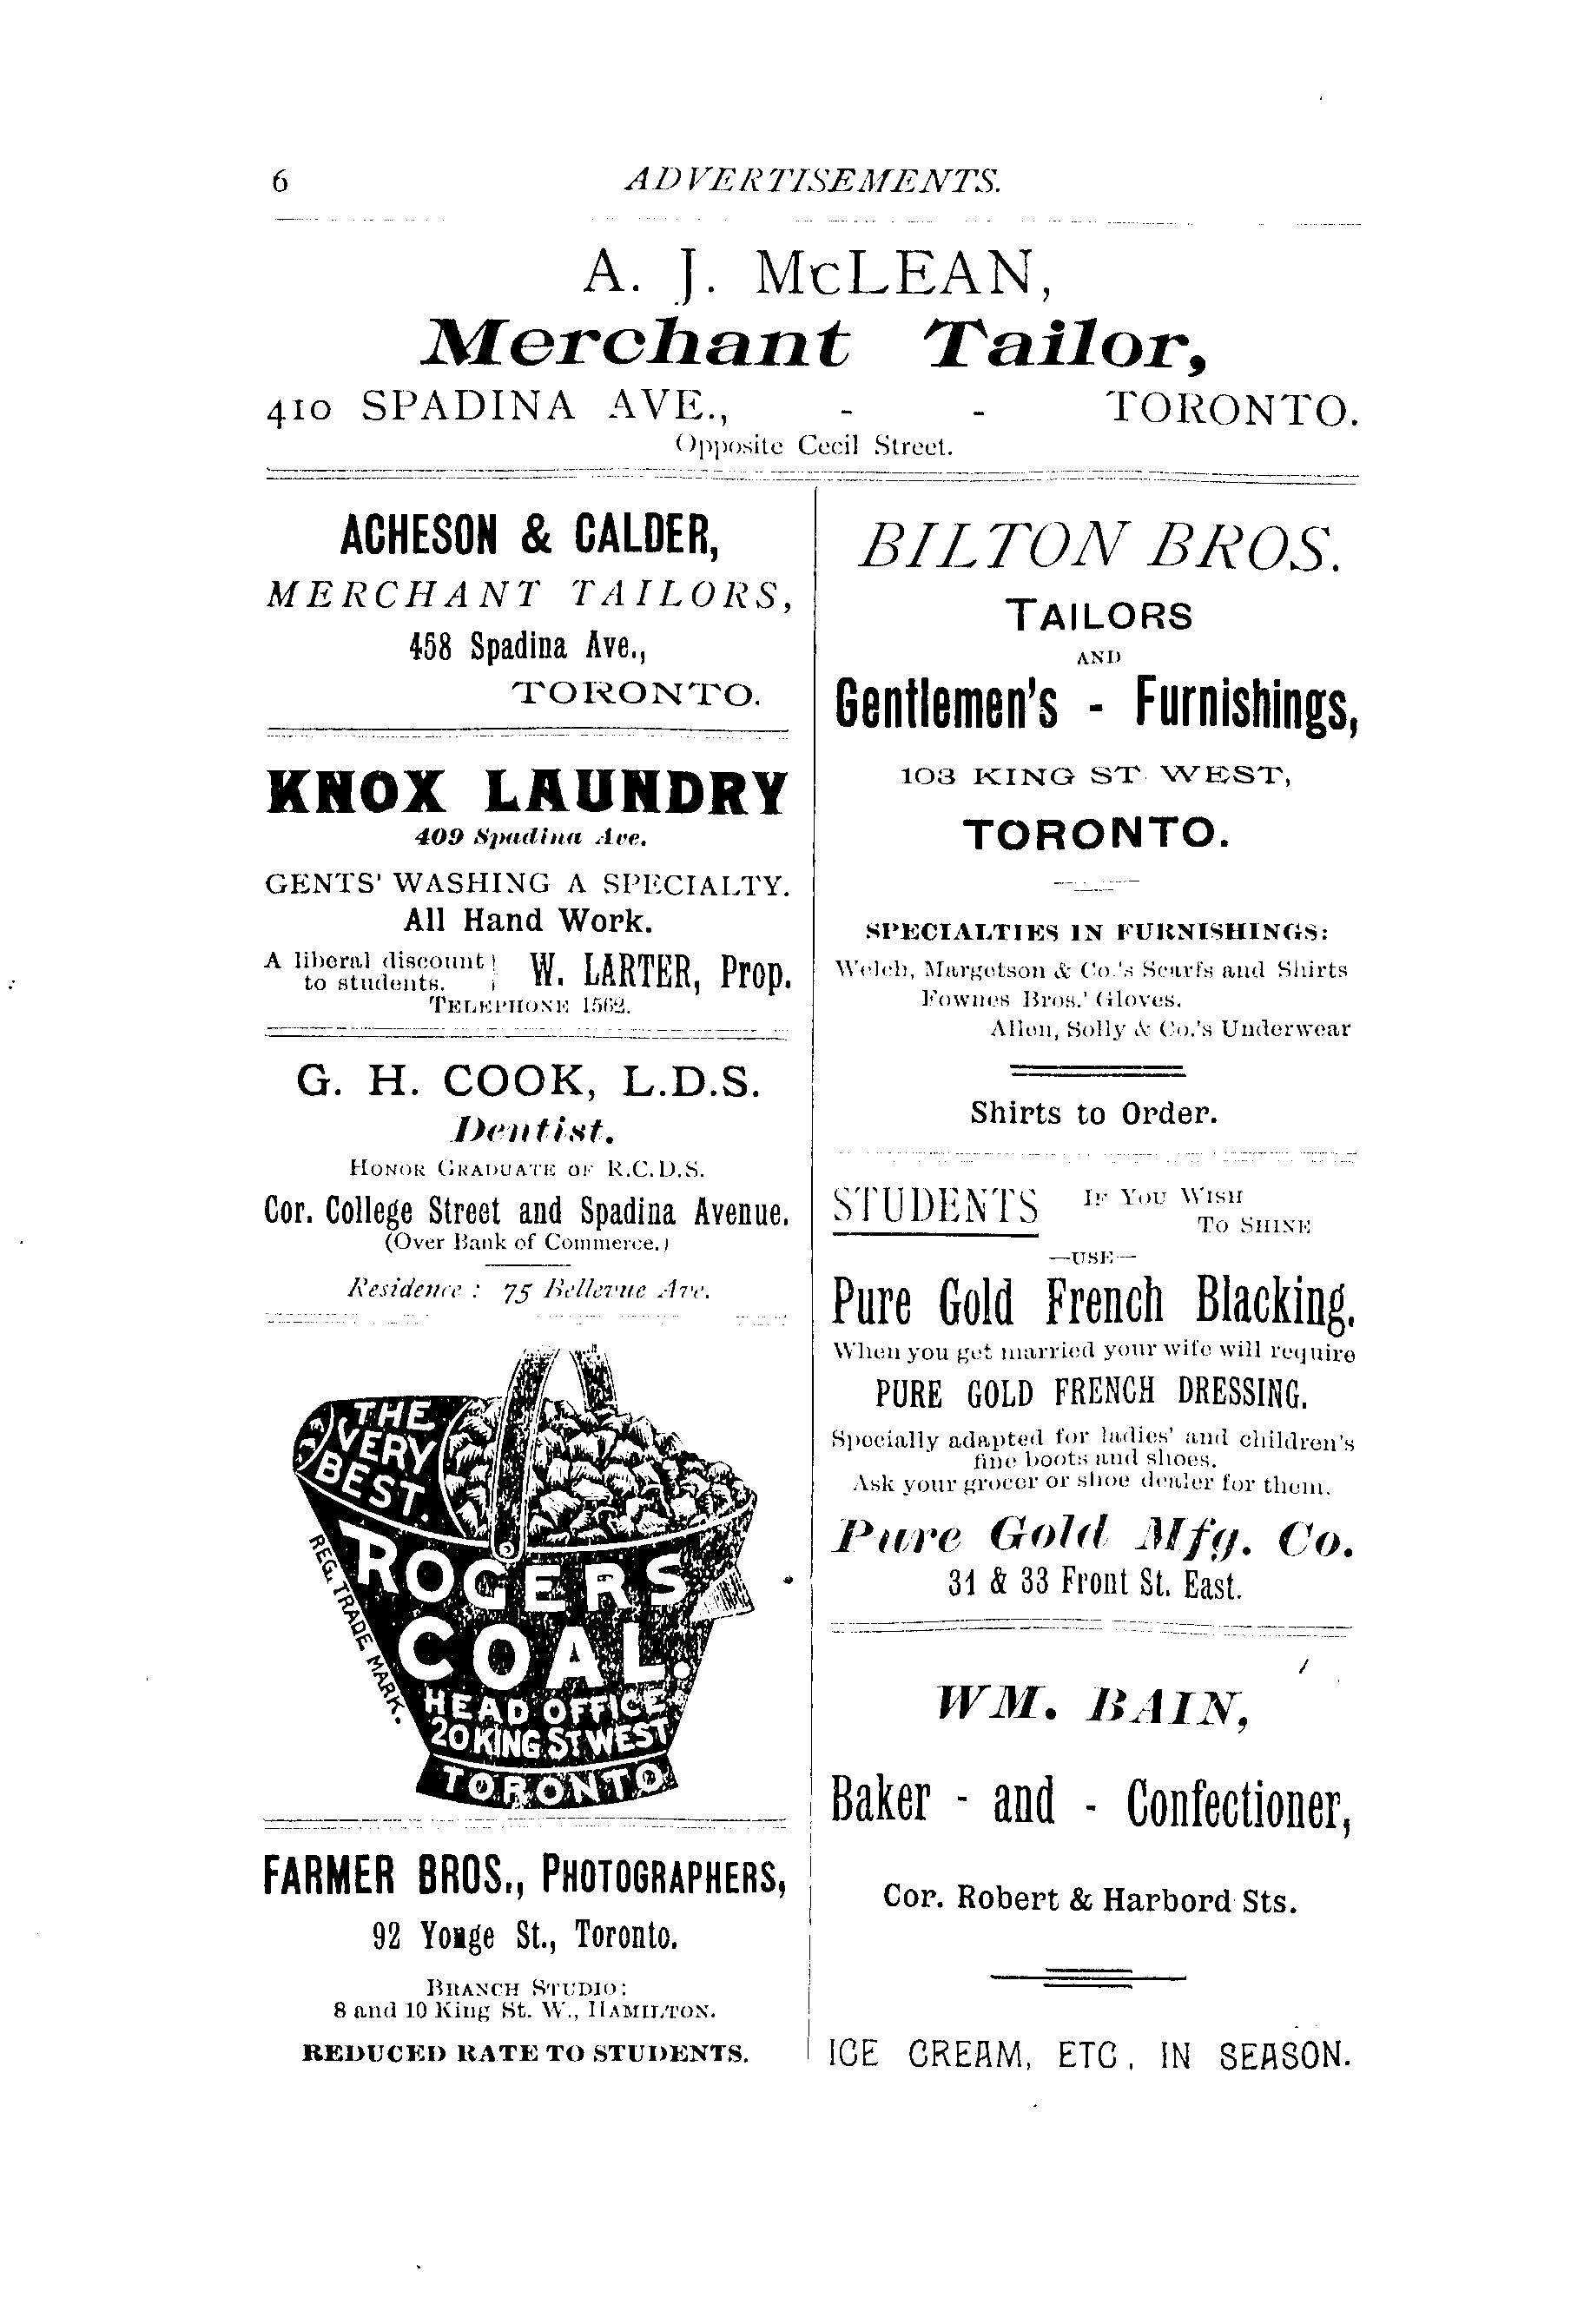 6
ADVERTISEMENTS.
A. J. McLEAN,
Merchant Tailor,
410 SPADINA AVE., - - TORONTO.
Opposite Cecil Street.
ACHESON & CALDER,
MERCHANT TAILORS,
458 Spadina Ave.,
TORONTO.
KNOX LAUNDRY
409 Spadina Ave.
GENTS' WASHING A SPECIALTY.
All Hand Work.
A liberal discount
to students.
W. LARTER, Prop.
TELEPHONE 1562.
G. H. COOK, L.D.S.
Dentist.
HONOR GRADUATE OF R.C.D.S.
Cor. College Street and Spadina Avenue.
(Over Bank of Commerce.)
Residence : 75 Bellevue Ave.
THE
VERY
BEST.
ROGERS
COAL.
HEAD OFFICE
20 KING ST WEST
TORONTO
REG. TRADE MARK.
FARMER BROS., PHOTOGRAPHERS,
92 Yonge St., Toronto.
BRANCH STUDIO:
8 and 10 King St. W., HAMILTON.
REDUCED RATE TO STUDENTS.
BILTON BROS.
TAILORS
AND
Gentlemen's - Furnishings,
103 KING ST WEST,
TORONTO.
SPECIALTIES IN FURNISHINGS:
Welch, Margetson & Co.'s Scarfs and Shirts
Fownes Bros.' Gloves.
Allen, Solly & Co.'s Underwear
Shirts to Order.
STUDENTS IF YOU WISH
TO SHINE
—USE—
Pure Gold French Blacking.
When you get married your wife will require
PURE GOLD FRENCH DRESSING.
Specially adapted for ladies' and children's
fine boots and shoes.
Ask your grocer or shoe dealer for them.
Pure Gold Mfg. Co.
31 & 33 Front St. East.
WM. BAIN,
Baker - and - Confectioner,
Cor. Robert & Harbord Sts.
ICE CREAM, ETC, IN SEASON.